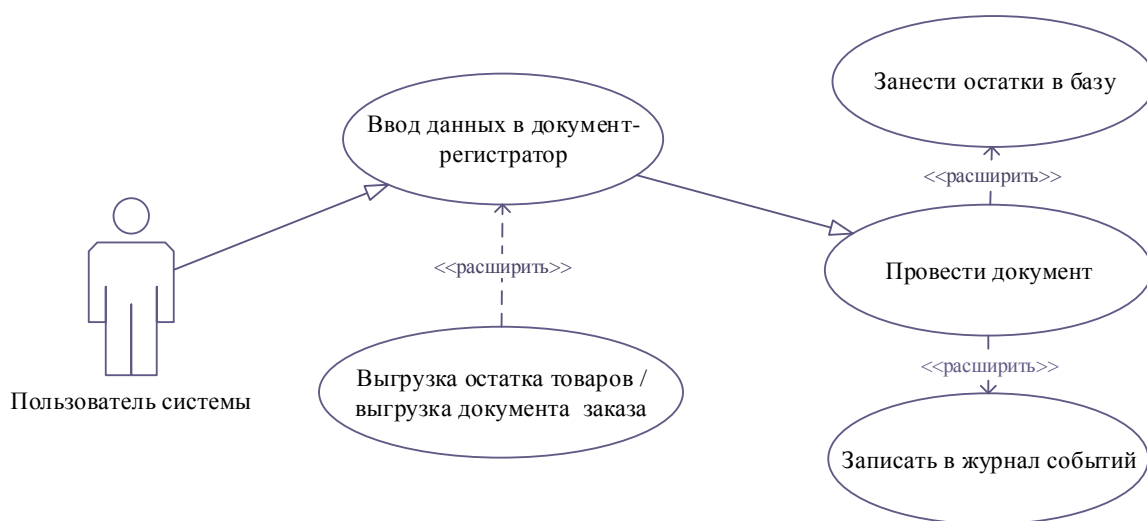 Занести остатки в базу
Ввод данных в документ-
регистратор
<<расширить>>
<<расширить>>
Провести документ
<<расширить>>
Выгрузка остатка товаров /
выгрузка документа заказа
Пользователь системы
Записать в журнал событий